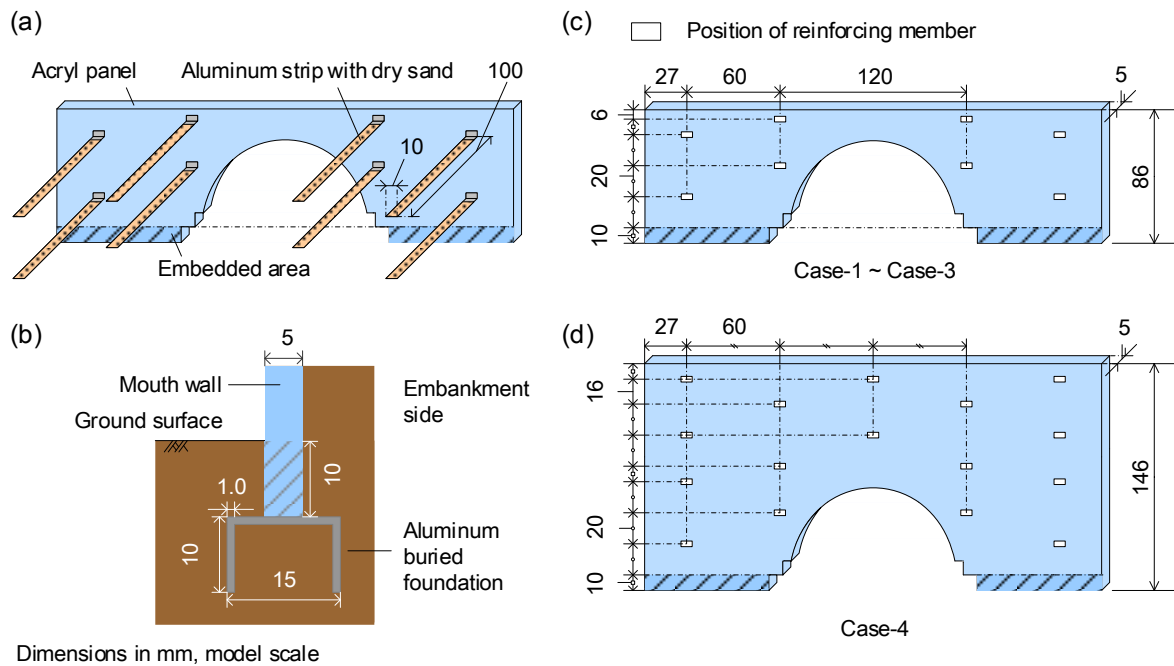 (a)
Acryl panel
Aluminum strip with dry sand
100
10
Embedded area
(b)
5
Mouth wall
Embankment
side
Ground surface
10
1.0
10
15
Aluminum
buried
foundation
Dimensions in mm, model scale
(c)
Position of reinforcing member
27
60
120
5
6
20
10
86
Case-1 ~ Case-3
(d)
27
60
5
16
20
10
146
Case-4